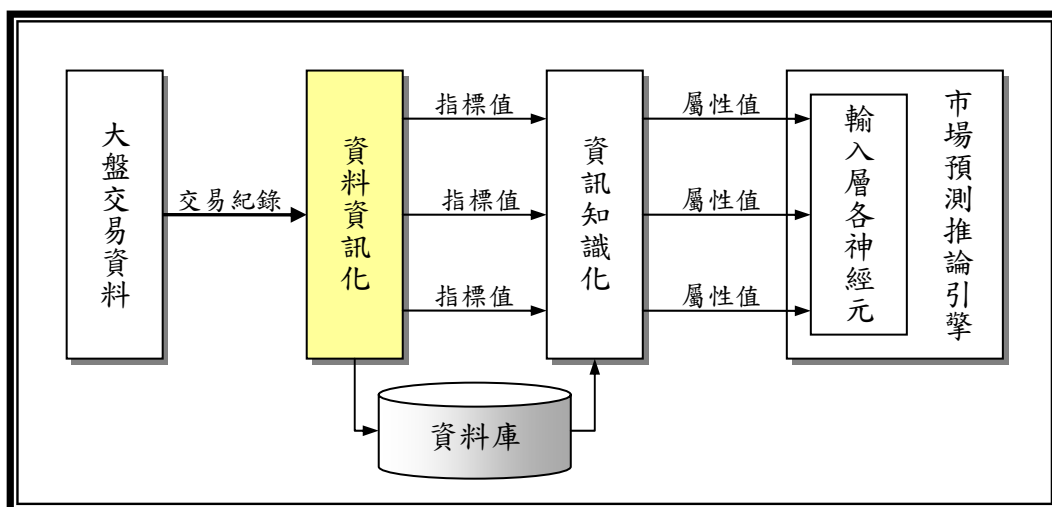 大盤交易資料
交易紀錄
資料資訊化
指標值
指標值
指標值
資訊知識化
屬性值
屬性值
屬性值
輸入層各神經元
市場預測推論引擎
資料庫